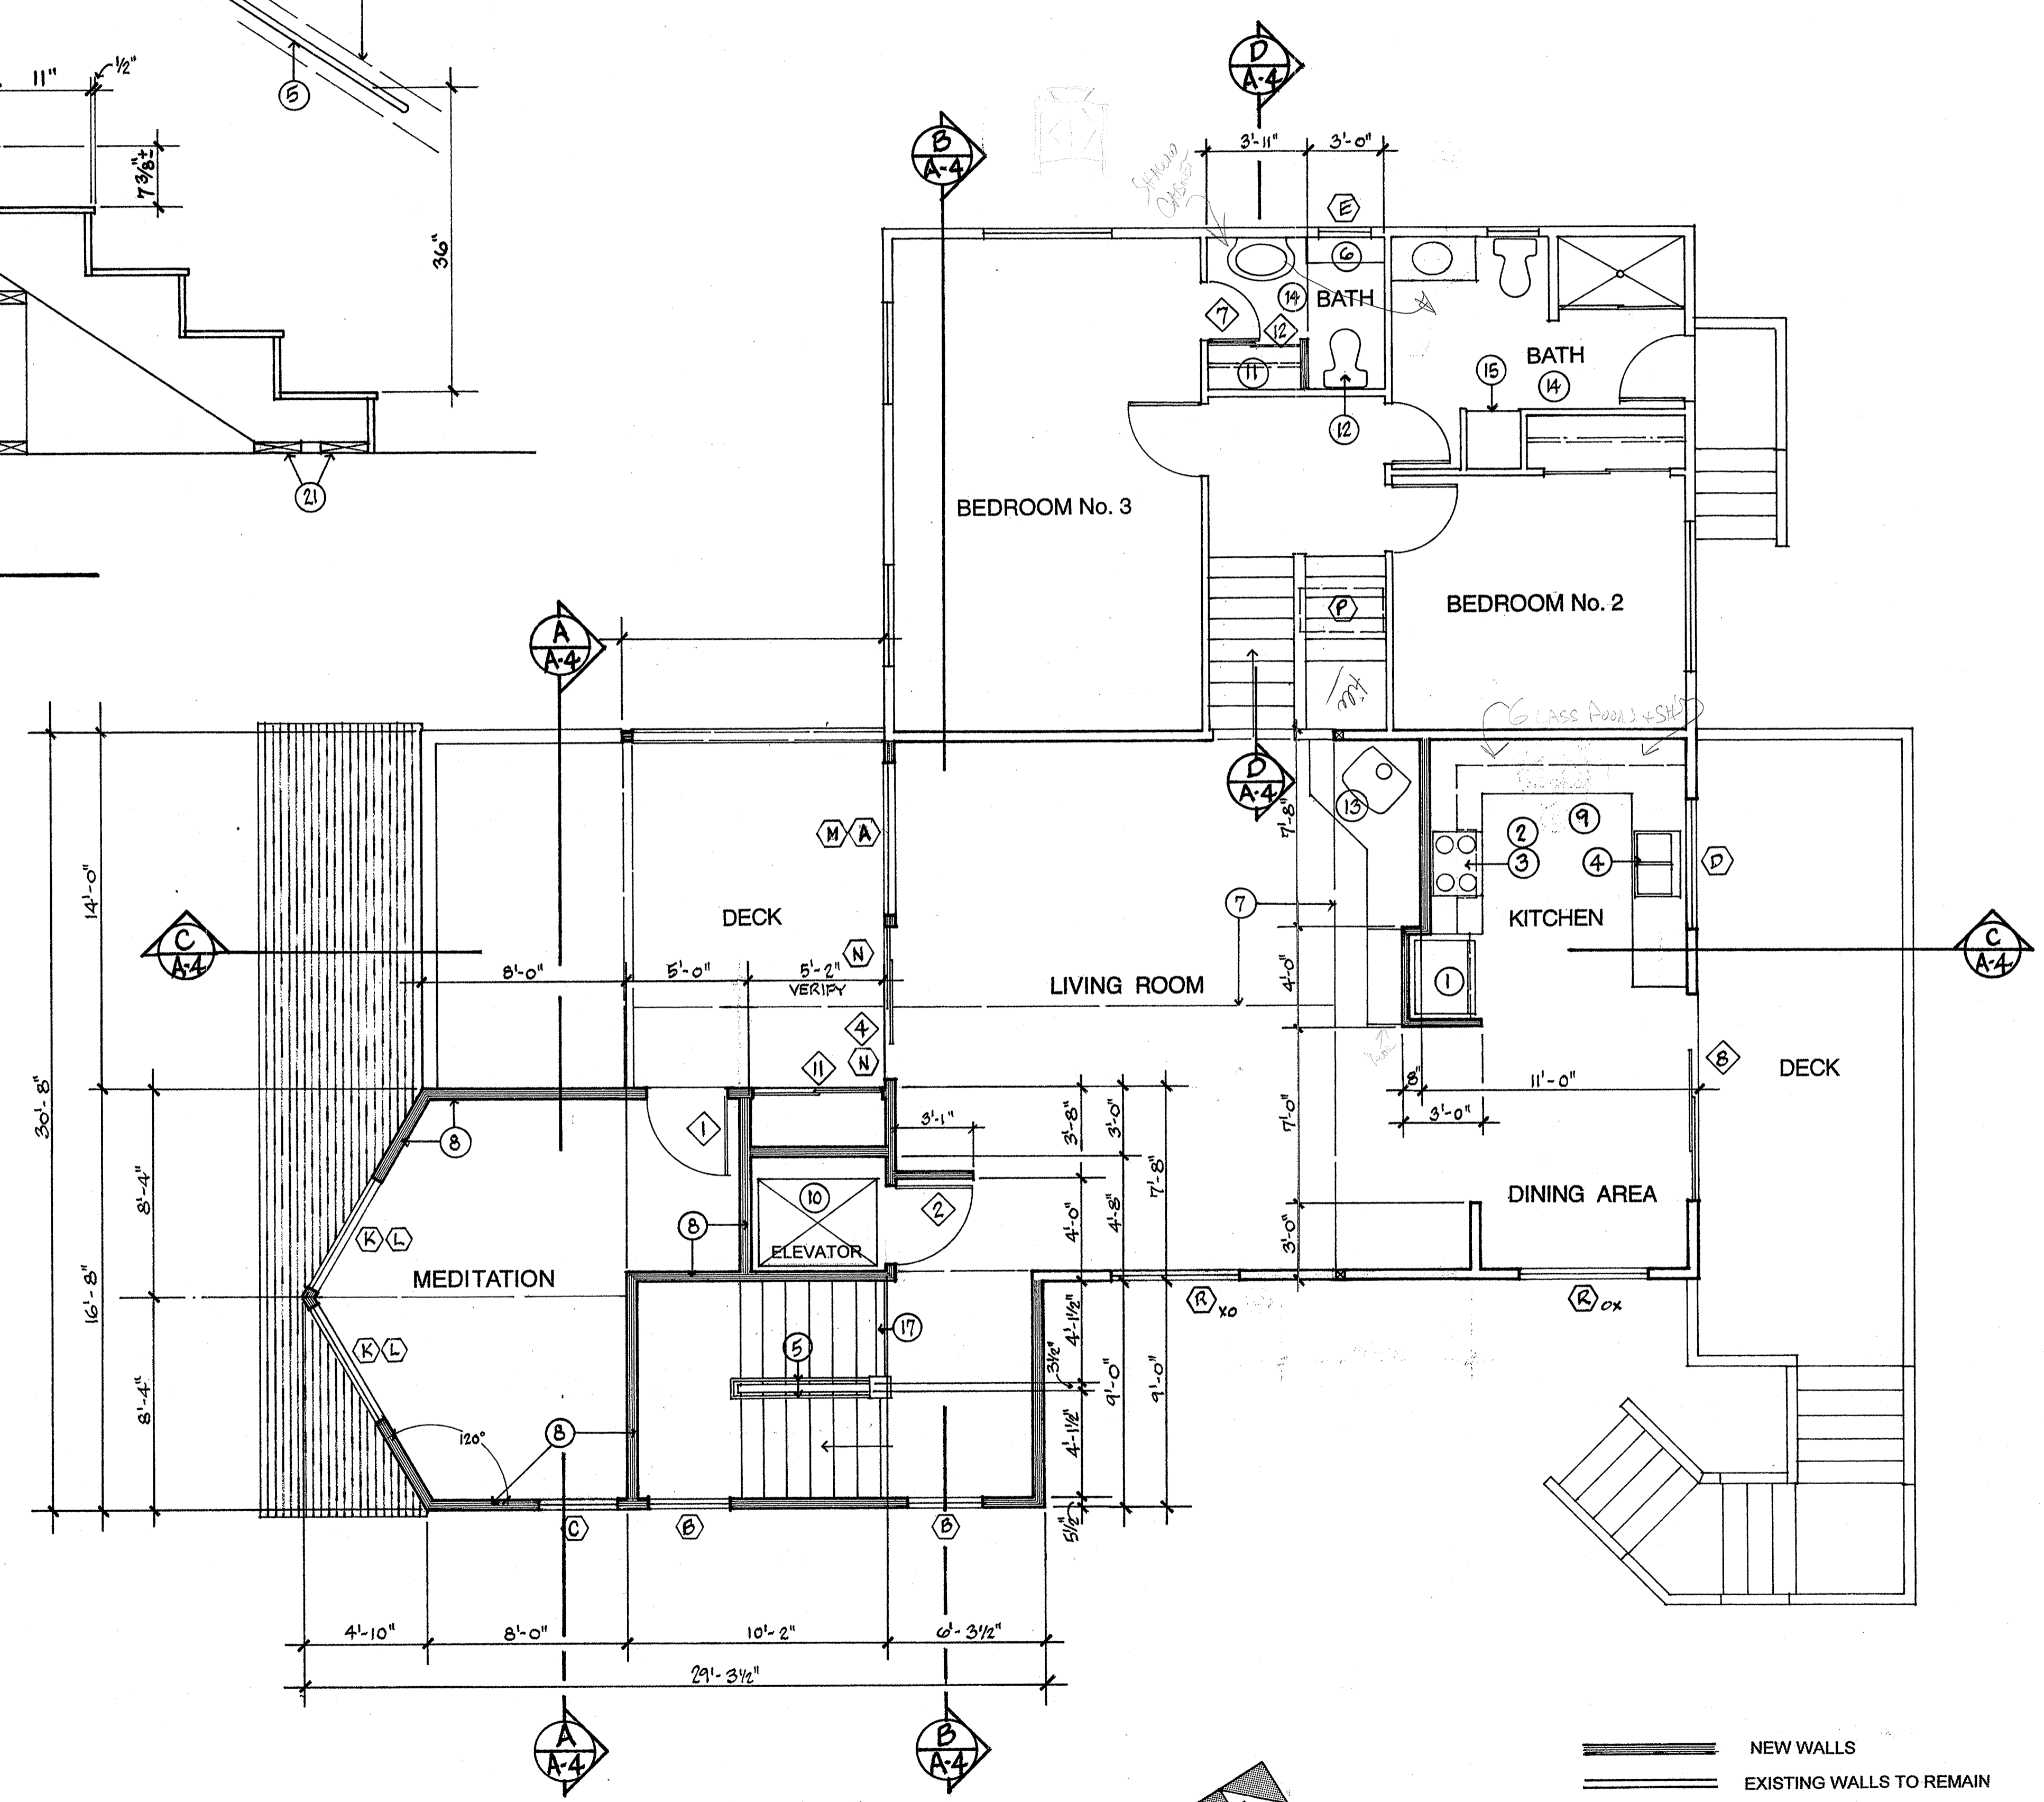 11"
1/2"
5
7 3/8"±
36"
21
D
A-4
B
A-4
3'-11"
3'-0"
SHALLOW
CABINET
E
6
14
BATH
7
12
11
12
15
BATH
14
BEDROOM No. 3
P
BEDROOM No. 2
A
A-4
GLASS DOORS +
D
A-4
7'-8"
13
M
A
2
9
3
4
D
14'-0"
DECK
KITCHEN
7
C
A-4
N
C
A-4
8'-0"
5'-0"
5'-2"
VERIFY
LIVING ROOM
4'-0"
1
4
N
11
8
DECK
8"
11'-0"
3'-0"
30'-8"
3'-1"
3'-8"
3'-0"
7'-0"
8
1
7'-8"
8'-4"
10
2
4'-0"
4'-8"
DINING AREA
8
K
L
ELEVATOR
3'-0"
MEDITATION
16'-8"
R
XO
R
OX
17
4'-1 1/2"
K
L
5
3 1/2"
9'-0"
9'-0"
8'-4"
120°
8
4'-1 1/2"
C
B
B
5 1/2"
4'-10"
8'-0"
10'-2"
6'-3 1/2"
29'-3 1/2"
A
A-4
B
A-4
NEW WALLS
EXISTING WALLS TO REMAIN